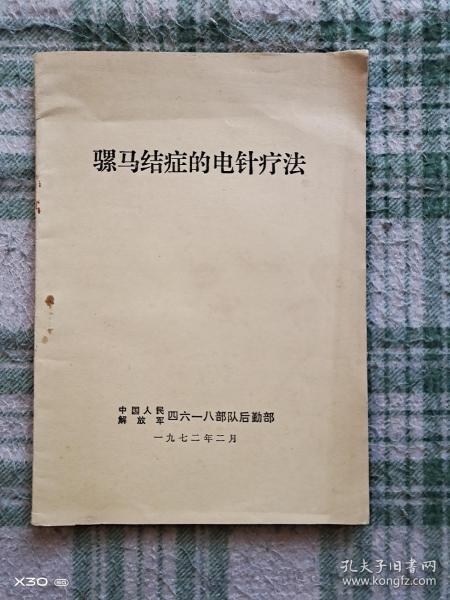 骡马结症的电针疗法
中国人民
解放军 四六一八部队后勤部
一九七二年二月
X30
孔夫子旧书网
www.kongfz.com